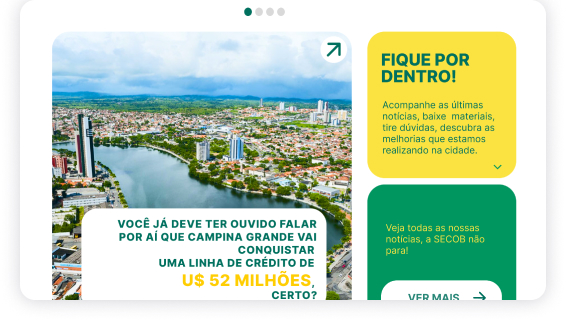 VOCÊ JÁ DEVE TER OUVIDO FALAR
POR AÍ QUE CAMPINA GRANDE VAI
CONQUISTAR
UMA LINHA DE CRÉDITO DE
U$ 52 MILHÕES,
CERTO?
FIQUE POR
DENTRO!
Acompanhe as últimas
notícias, baixe materiais,
tire dúvidas, descubra as
melhorias que estamos
realizando na cidade.
Veja todas as nossas
notícias, a SECOB não
para!
VER MAIS